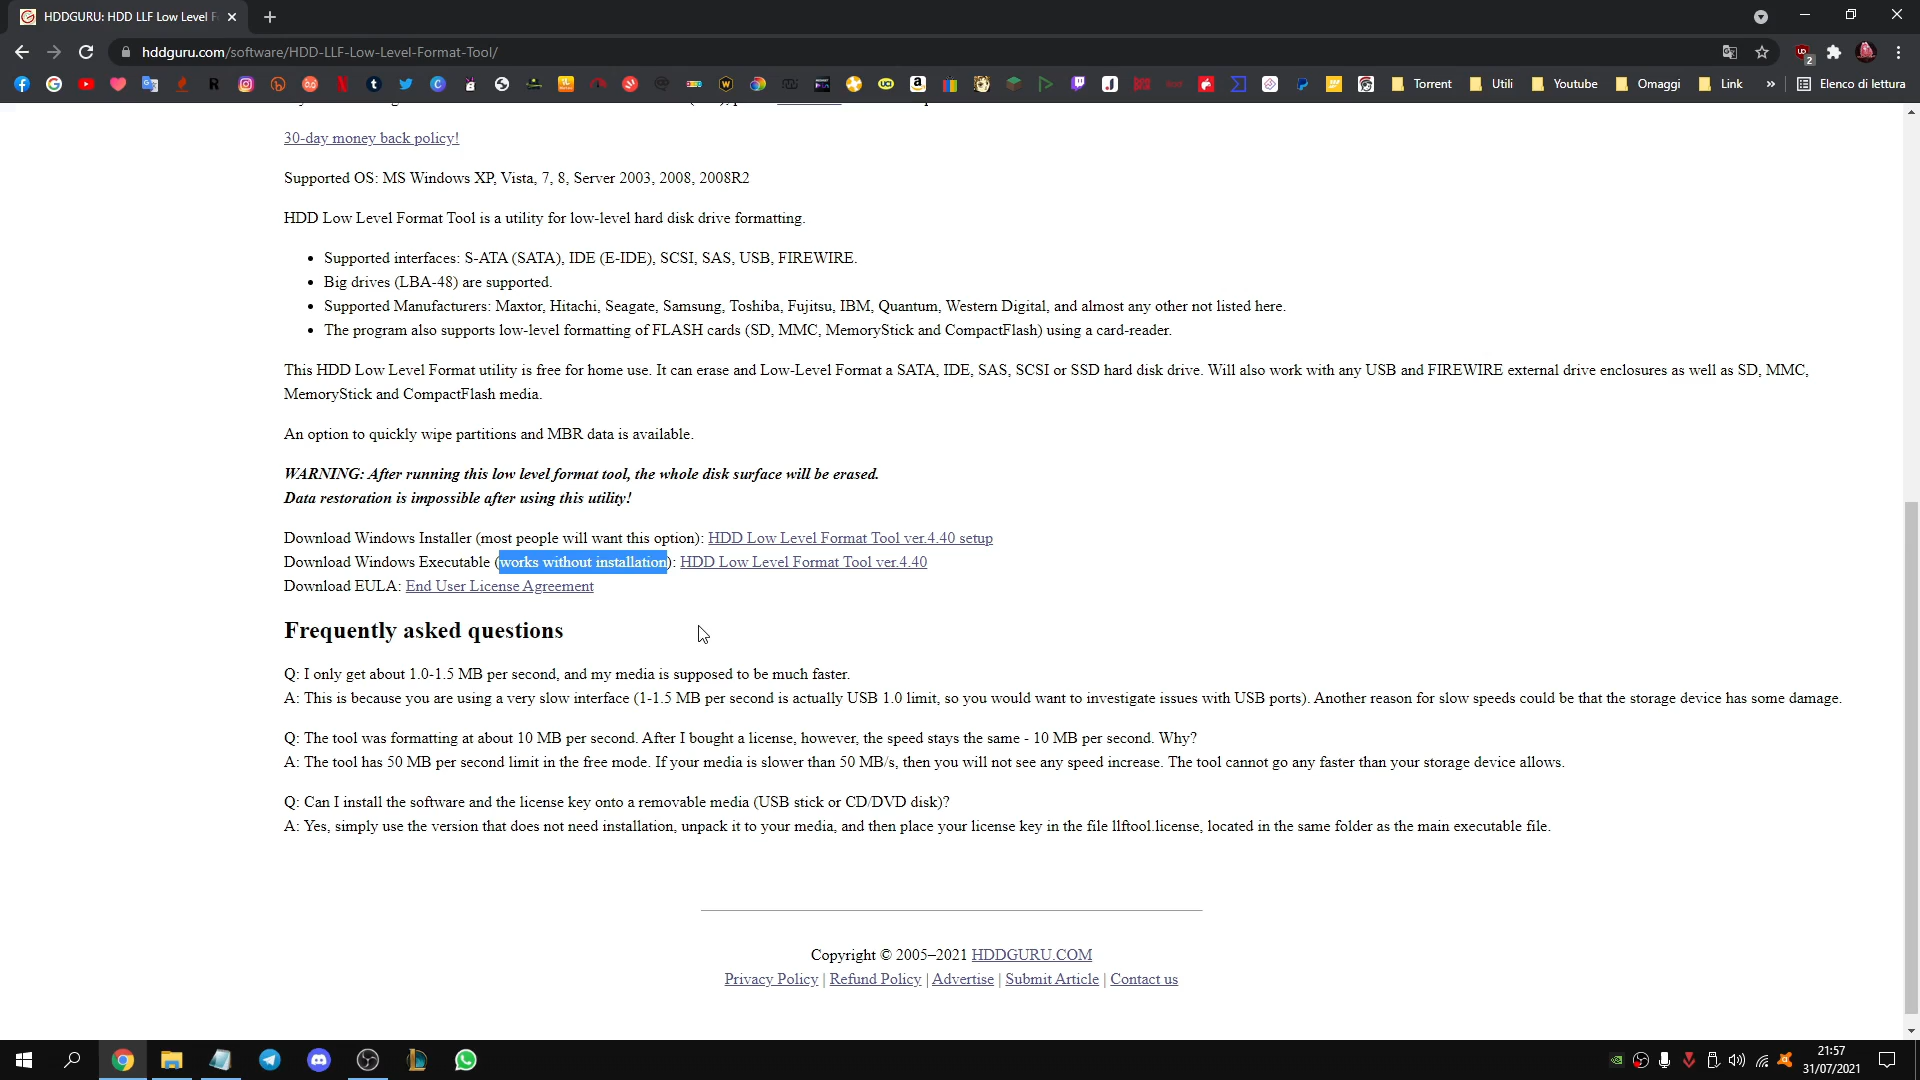 HDDGURU: HDD LLF Low Level F
hddguru.com/software/HDD-LLF-Low-Level-Format-Tool/
2
Torrent
Utili
Youtube
Omaggi
Link
»
Elenco di lettura
30-day money back policy!
Supported OS: MS Windows XP, Vista, 7, 8, Server 2003, 2008, 2008R2
HDD Low Level Format Tool is a utility for low-level hard disk drive formatting.
• Supported interfaces: S-ATA (SATA), IDE (E-IDE), SCSI, SAS, USB, FIREWIRE.
• Big drives (LBA-48) are supported.
• Supported Manufacturers: Maxtor, Hitachi, Seagate, Samsung, Toshiba, Fujitsu, IBM, Quantum, Western Digital, and almost any other not listed here.
• The program also supports low-level formatting of FLASH cards (SD, MMC, MemoryStick and CompactFlash) using a card-reader.
This HDD Low Level Format utility is free for home use. It can erase and Low-Level Format a SATA, IDE, SAS, SCSI or SSD hard disk drive. Will also work with any USB and FIREWIRE external drive enclosures as well as SD, MMC,
MemoryStick and CompactFlash media.
An option to quickly wipe partitions and MBR data is available.
WARNING: After running this low level format tool, the whole disk surface will be erased.
Data restoration is impossible after using this utility!
Download Windows Installer (most people will want this option): HDD Low Level Format Tool ver.4.40 setup
Download Windows Executable (works without installation): HDD Low Level Format Tool ver.4.40
Download EULA: End User License Agreement
Frequently asked questions
Q: I only get about 1.0-1.5 MB per second, and my media is supposed to be much faster.
A: This is because you are using a very slow interface (1-1.5 MB per second is actually USB 1.0 limit, so you would want to investigate issues with USB ports). Another reason for slow speeds could be that the storage device has some damage.
Q: The tool was formatting at about 10 MB per second. After I bought a license, however, the speed stays the same - 10 MB per second. Why?
A: The tool has 50 MB per second limit in the free mode. If your media is slower than 50 MB/s, then you will not see any speed increase. The tool cannot go any faster than your storage device allows.
Q: Can I install the software and the license key onto a removable media (USB stick or CD/DVD disk)?
A: Yes, simply use the version that does not need installation, unpack it to your media, and then place your license key in the file llftool.license, located in the same folder as the main executable file.
Copyright © 2005–2021 HDDGURU.COM
Privacy Policy | Refund Policy | Advertise | Submit Article | Contact us
21:57
31/07/2021